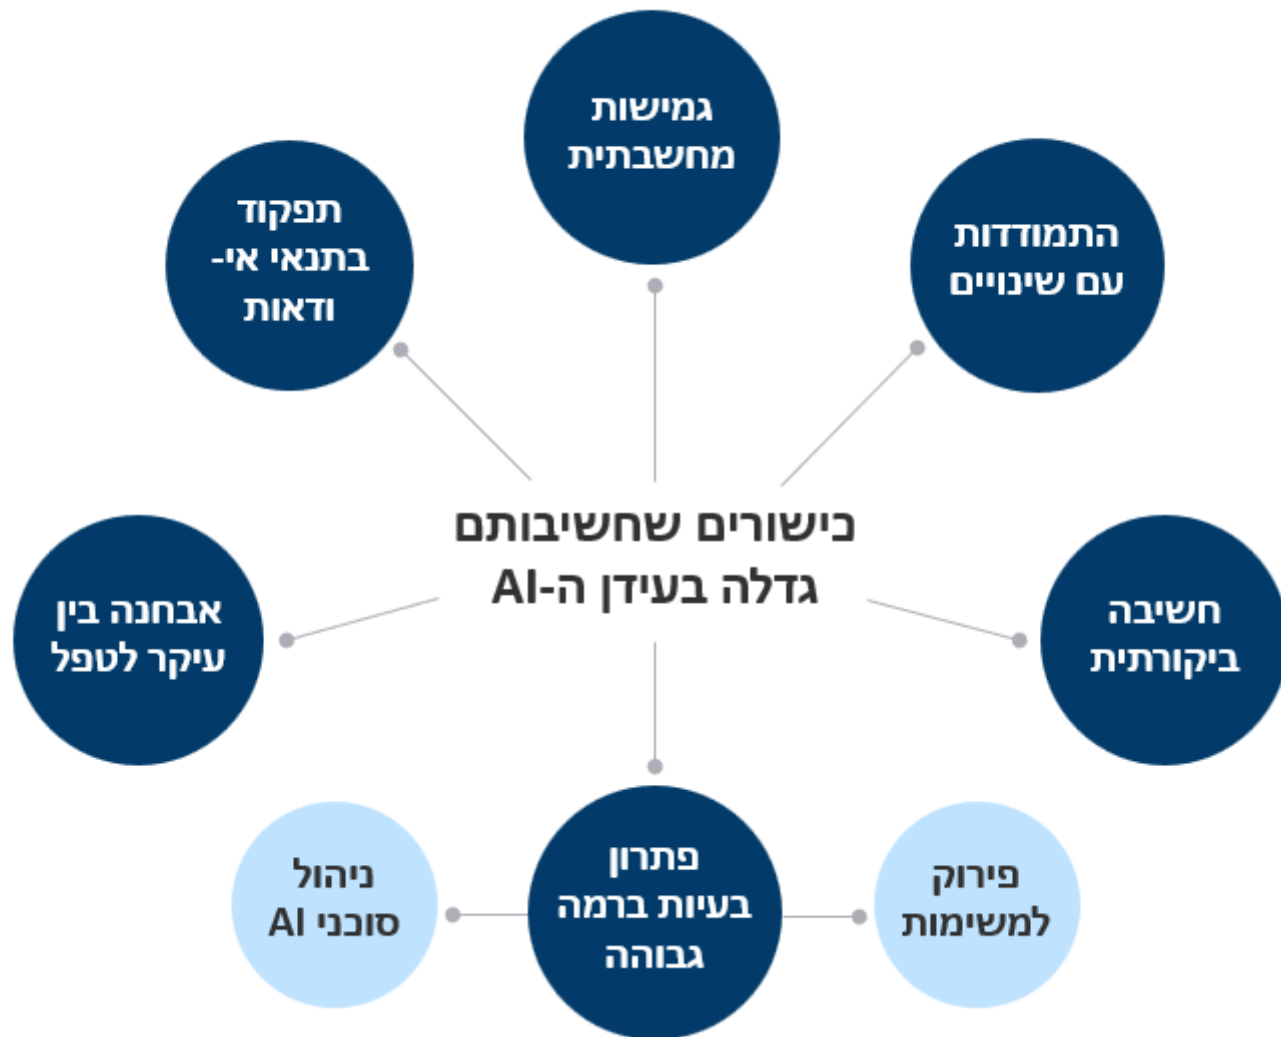 גמישות
מחשבתית
התמודדות
עם שינויים
תפקוד
בתנאי אי-
ודאות
כישורים שחשיבותם
גדלה בעידן ה-AI
חשיבה
ביקורתית
אבחנה בין
עיקר לטפל
פתרון
בעיות ברמה
גבוהה
פירוק
למשימות
ניהול
סוכני AI